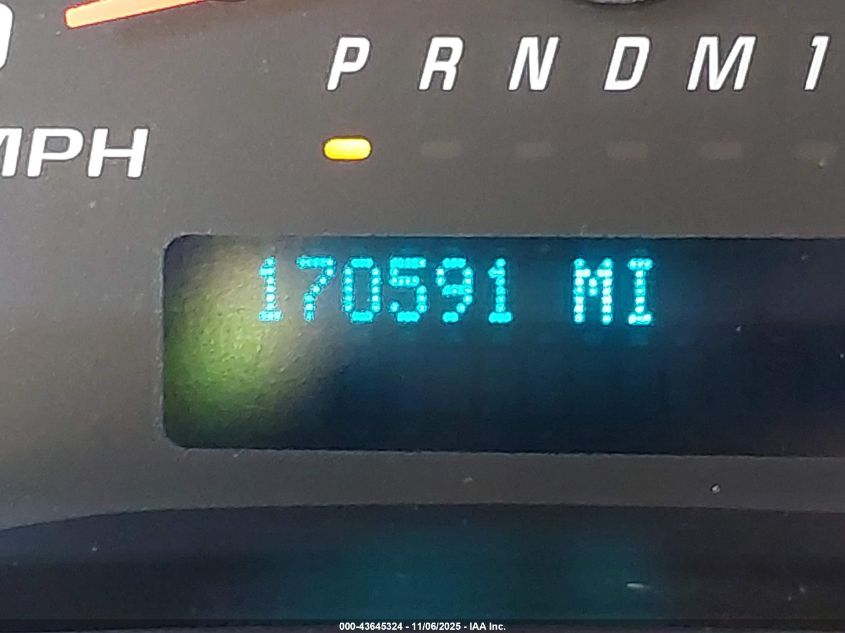 P R N D M 1
MPH
170591 MI
000-43645324 - 11/06/2025 - IAA Inc.